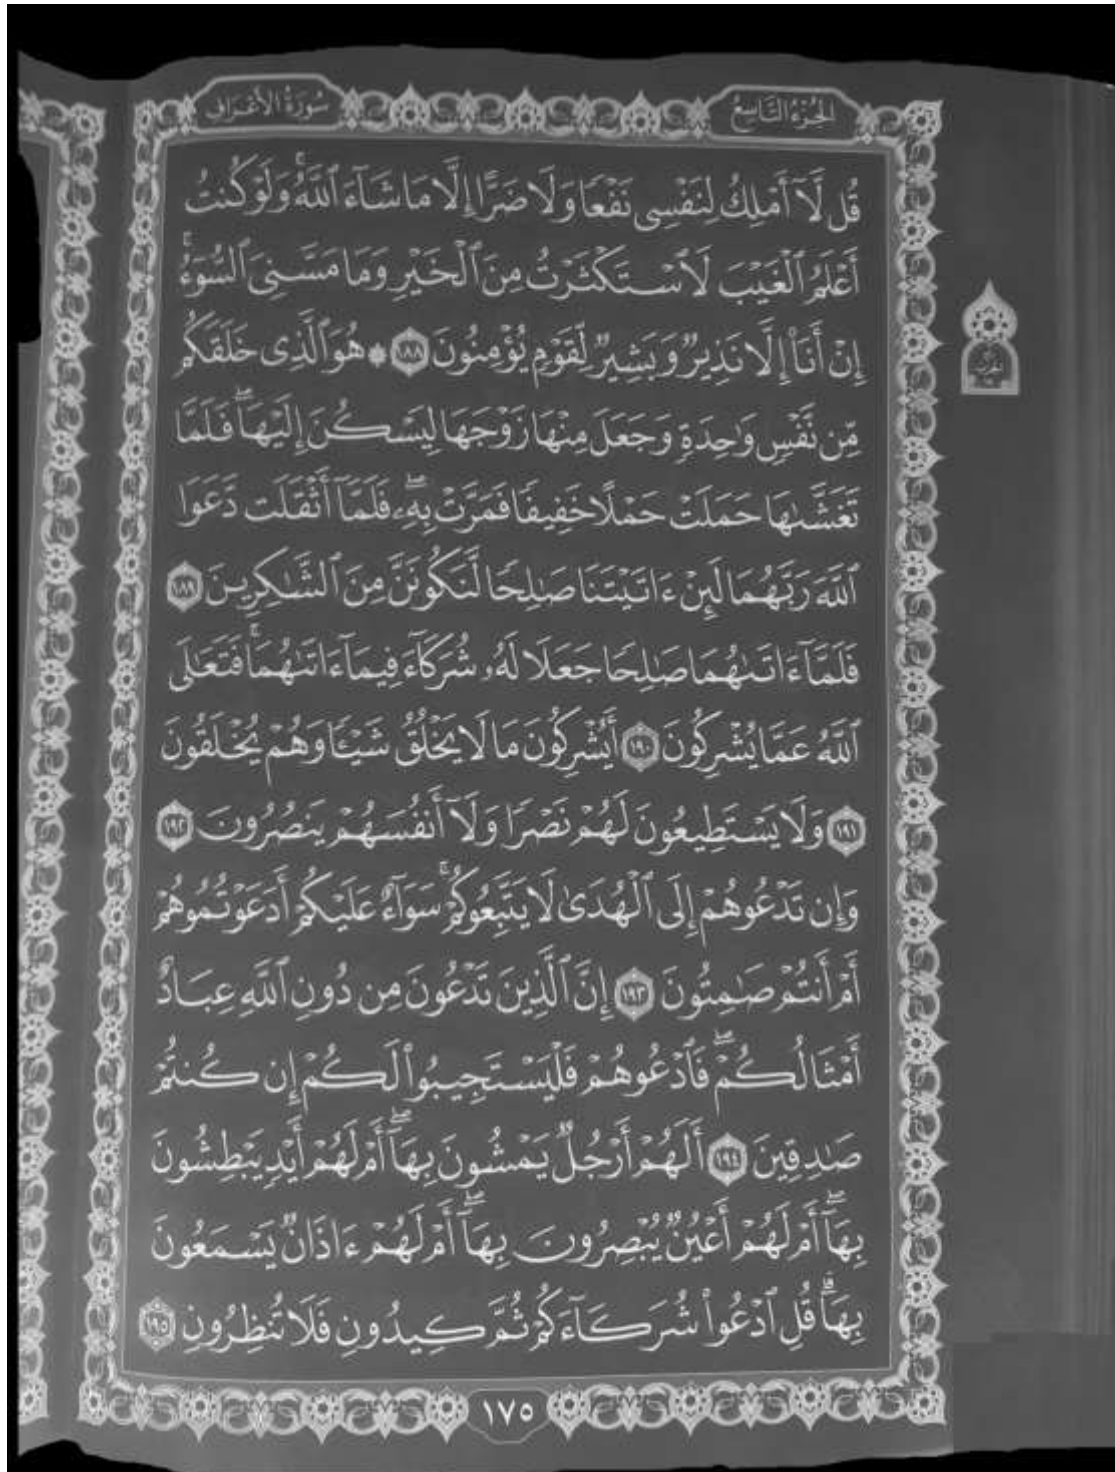 الجزء التاسع
سورة الأعراف
قُل لَّآ أَمْلِكُ لِنَفْسِى نَفْعًا وَلَا ضَرًّا إِلَّا مَا شَآءَ ٱللَّهُ ۚ وَلَوْ كُنتُ
أَعْلَمُ ٱلْغَيْبَ لَٱسْتَكْثَرْتُ مِنَ ٱلْخَيْرِ وَمَا مَسَّنِىَ ٱلسُّوٓءُ ۚ
إِنْ أَنَا۠ إِلَّا نَذِيرٌ وَبَشِيرٌ لِّقَوْمٍ يُؤْمِنُونَ ١٨٨ ۞ هُوَ ٱلَّذِى خَلَقَكُم
مِّن نَّفْسٍ وَٰحِدَةٍ وَجَعَلَ مِنْهَا زَوْجَهَا لِيَسْكُنَ إِلَيْهَا ۖ فَلَمَّا
تَغَشَّىٰهَا حَمَلَتْ حَمْلًا خَفِيفًا فَمَرَّتْ بِهِۦ ۖ فَلَمَّآ أَثْقَلَت دَّعَوَا
ٱللَّهَ رَبَّهُمَا لَئِنْ ءَاتَيْتَنَا صَٰلِحًا لَّنَكُونَنَّ مِنَ ٱلشَّٰكِرِينَ ١٨٩
فَلَمَّآ ءَاتَىٰهُمَا صَٰلِحًا جَعَلَا لَهُۥ شُرَكَآءَ فِيمَآ ءَاتَىٰهُمَا ۚ فَتَعَٰلَى
ٱللَّهُ عَمَّا يُشْرِكُونَ ١٩٠ أَيُشْرِكُونَ مَا لَا يَخْلُقُ شَيْـًٔا وَهُمْ يُخْلَقُونَ
١٩١ وَلَا يَسْتَطِيعُونَ لَهُمْ نَصْرًا وَلَآ أَنفُسَهُمْ يَنصُرُونَ ١٩٢
وَإِن تَدْعُوهُمْ إِلَى ٱلْهُدَىٰ لَا يَتَّبِعُوكُمْ ۚ سَوَآءٌ عَلَيْكُمْ أَدَعَوْتُمُوهُمْ
أَمْ أَنتُمْ صَٰمِتُونَ ١٩٣ إِنَّ ٱلَّذِينَ تَدْعُونَ مِن دُونِ ٱللَّهِ عِبَادٌ
أَمْثَالُكُمْ ۖ فَٱدْعُوهُمْ فَلْيَسْتَجِيبُوا۟ لَكُمْ إِن كُنتُمْ
صَٰدِقِينَ ١٩٤ أَلَهُمْ أَرْجُلٌ يَمْشُونَ بِهَآ ۖ أَمْ لَهُمْ أَيْدٍ يَبْطِشُونَ
بِهَآ ۖ أَمْ لَهُمْ أَعْيُنٌ يُبْصِرُونَ بِهَآ ۖ أَمْ لَهُمْ ءَاذَانٌ يَسْمَعُونَ
بِهَا ۗ قُلِ ٱدْعُوا۟ شُرَكَآءَكُمْ ثُمَّ كِيدُونِ فَلَا تُنظِرُونِ ١٩٥
١٧٥